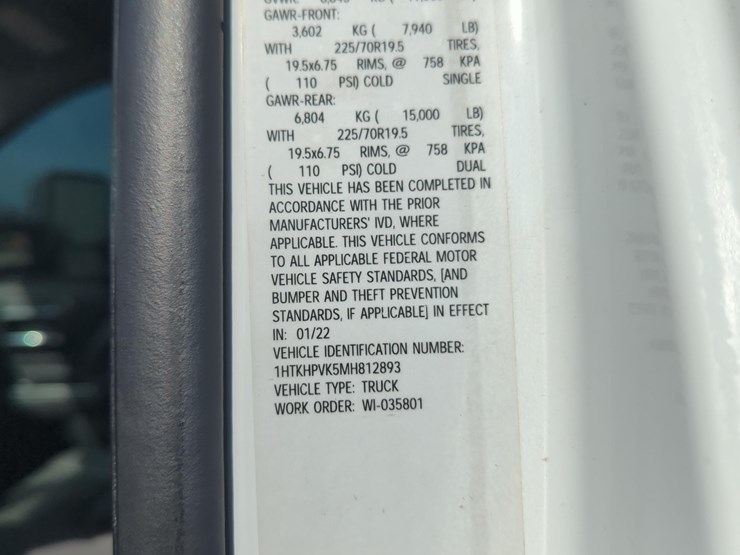 GAWR-FRONT:
3,602 KG ( 7,940 LB)
WITH 225/70R19.5 TIRES,
19.5x6.75 RIMS, @ 758 KPA
( 110 PSI) COLD SINGLE
GAWR-REAR:
6,804 KG ( 15,000 LB)
WITH 225/70R19.5 TIRES,
19.5x6.75 RIMS, @ 758 KPA
( 110 PSI) COLD DUAL
THIS VEHICLE HAS BEEN COMPLETED IN
ACCORDANCE WITH THE PRIOR
MANUFACTURERS' IVD, WHERE
APPLICABLE. THIS VEHICLE CONFORMS
TO ALL APPLICABLE FEDERAL MOTOR
VEHICLE SAFETY STANDARDS, [AND
BUMPER AND THEFT PREVENTION
STANDARDS, IF APPLICABLE] IN EFFECT
IN: 01/22
VEHICLE IDENTIFICATION NUMBER:
1HTKHPVK5MH812893
VEHICLE TYPE: TRUCK
WORK ORDER: WI-035801